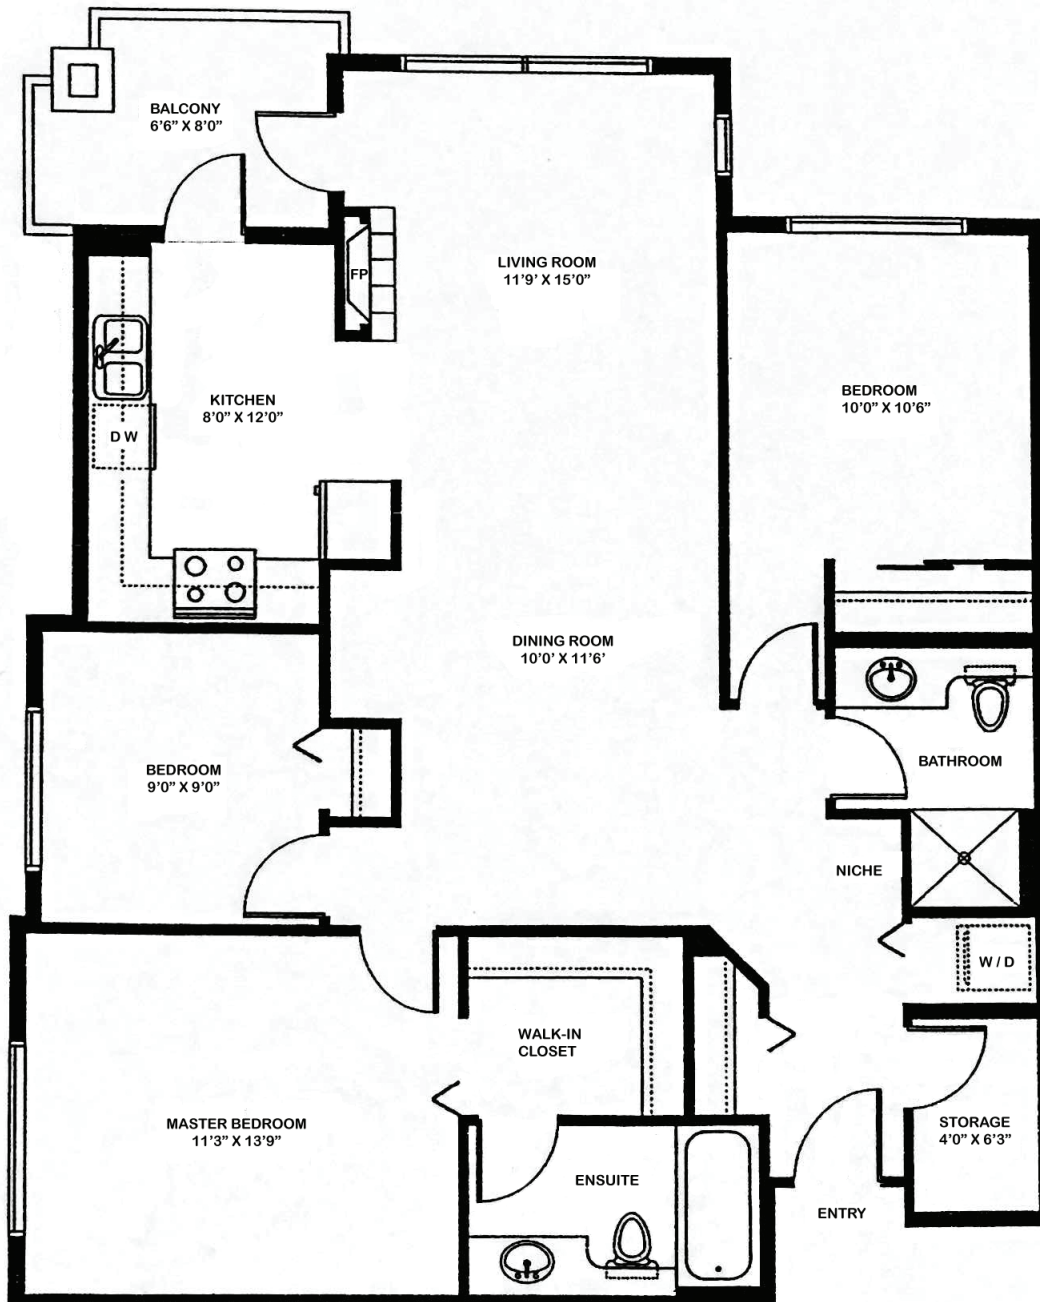 BALCONY
6’6” X 8’0”
LIVING ROOM
11’9’ X 15’0”
FP
KITCHEN
8’0” X 12’0”
BEDROOM
10’0” X 10’6”
D W
DINING ROOM
10’0’ X 11’6’
BEDROOM
9’0” X 9’0”
BATHROOM
NICHE
W / D
WALK-IN
CLOSET
MASTER BEDROOM
11’3” X 13’9”
STORAGE
4’0” X 6’3”
ENSUITE
ENTRY